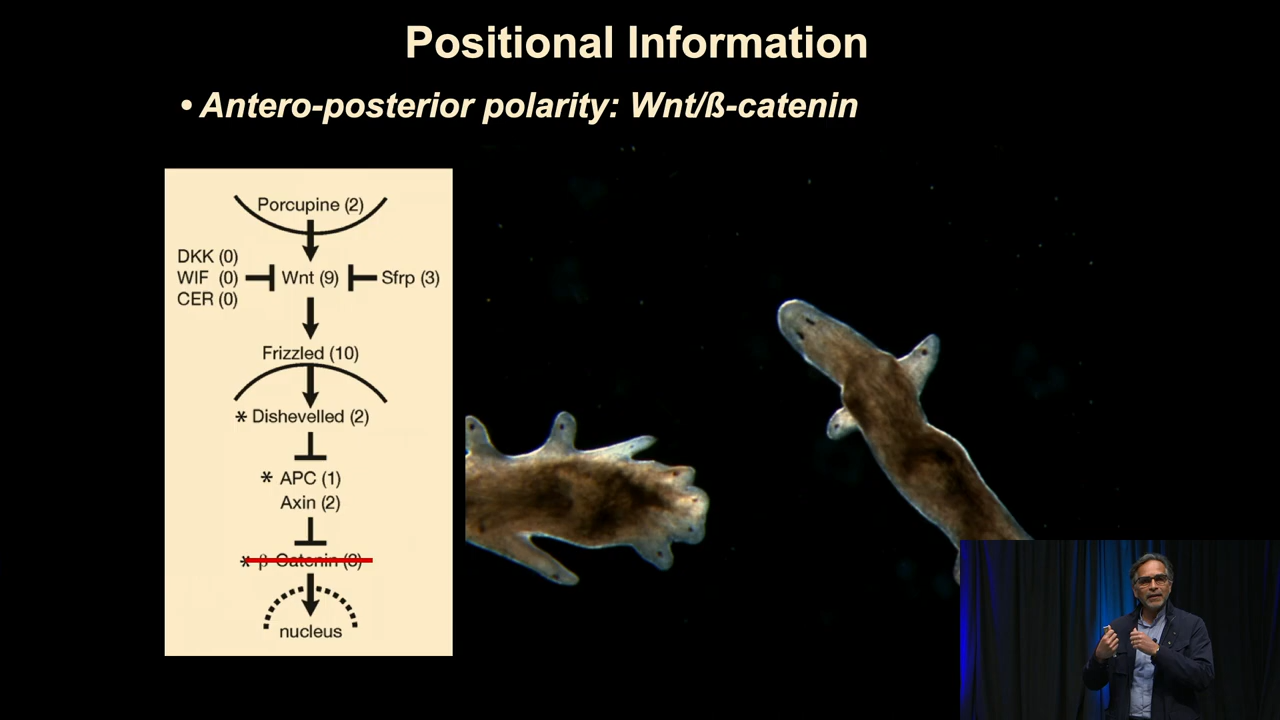 Positional Information
• Antero-posterior polarity: Wnt/ß-catenin
Porcupine (2)
DKK (0)
WIF (0)
CER (0)
Wnt (9)
Sfrp (3)
Frizzled (10)
* Dishevelled (2)
* APC (1)
Axin (2)
* β-Catenin
nucleus